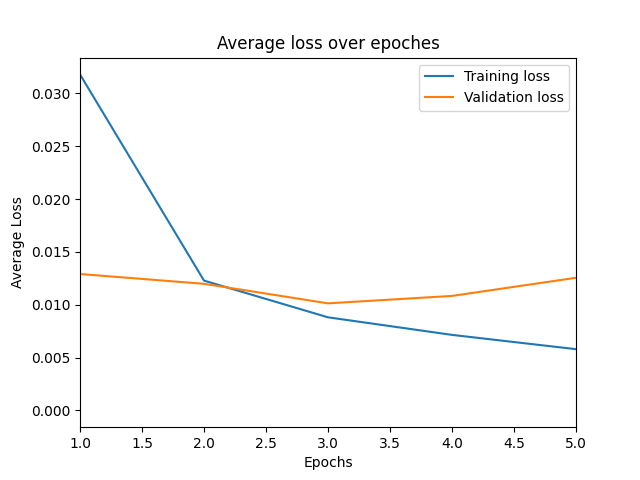 Average loss over epoches
Training loss
Validation loss
0.030
0.025
0.020
0.015
0.010
0.005
0.000
Average Loss
1.0 1.5 2.0 2.5 3.0 3.5 4.0 4.5 5.0
Epochs